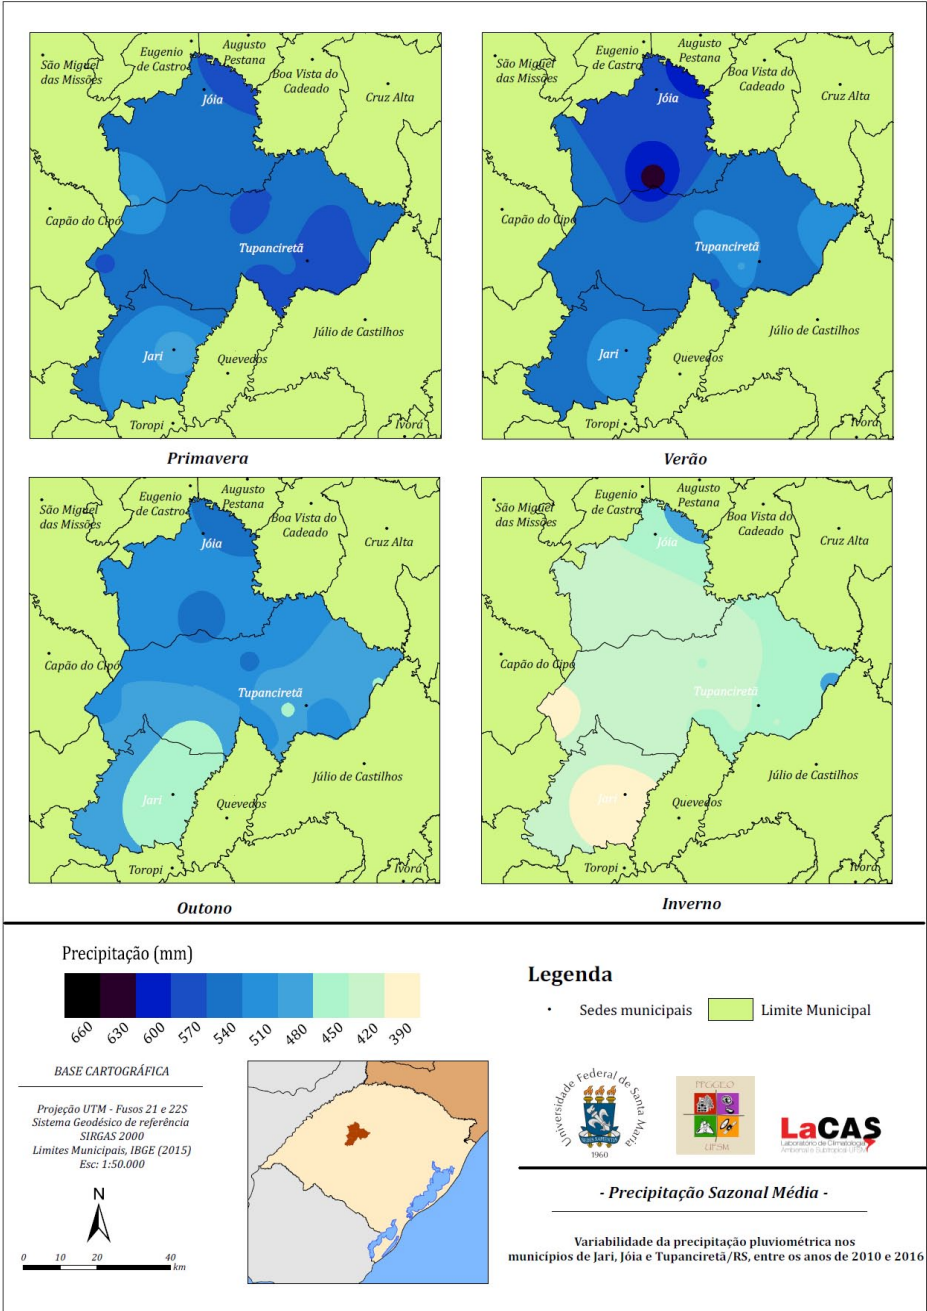 São Miguel
das Missões
Eugenio
de Castro
Augusto
Pestana
Boa Vista do
Cadeado
Cruz Alta
Jóia
Capão do Cipó
Tupanciretã
Júlio de Castilhos
Jari
Quevedos
Toropi
Ivorá
Primavera
São Miguel
das Missões
Eugenio
de Castro
Augusto
Pestana
Boa Vista do
Cadeado
Cruz Alta
Jóia
Capão do Cipó
Tupanciretã
Júlio de Castilhos
Jari
Quevedos
Toropi
Ivorá
Verão
São Miguel
das Missões
Eugenio
de Castro
Augusto
Pestana
Boa Vista do
Cadeado
Cruz Alta
Jóia
Capão do Cipó
Tupanciretã
Júlio de Castilhos
Jari
Quevedos
Toropi
Ivorá
Outono
São Miguel
das Missões
Eugenio
de Castro
Augusto
Pestana
Boa Vista do
Cadeado
Cruz Alta
Jóia
Capão do Cipó
Tupanciretã
Júlio de Castilhos
Jari
Quevedos
Toropi
Ivorá
Inverno
Precipitação (mm)
660 630 600 570 540 510 480 450 420 390
BASE CARTOGRÁFICA
Projeção UTM - Fusos 21 e 22S
Sistema Geodésico de referência
SIRGAS 2000
Limites Municipais, IBGE (2015)
Esc: 1:50.000
N
0 10 20 40
km
Legenda
Sedes municipais
Limite Municipal
Universidade Federal de Santa Maria
1960
PPGGEO
UFSM
LaCAS
Laboratório de Climatologia
Ambiental e Subtropical-UFSM
- Precipitação Sazonal Média -
Variabilidade da precipitação pluviométrica nos
municípios de Jari, Jóia e Tupanciretã/RS, entre os anos de 2010 e 2016